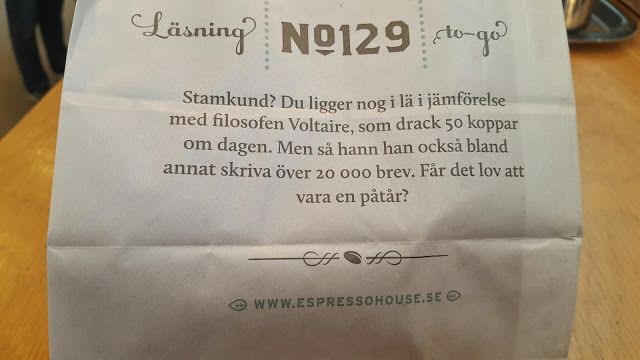 Läsning No129 to-go
Stamkund? Du ligger nog i lä i jämförelse
med filosofen Voltaire, som drack 50 koppar
om dagen. Men så hann han också bland
annat skriva över 20 000 brev. Får det lov att
vara en påtår?
WWW.ESPRESSOHOUSE.SE